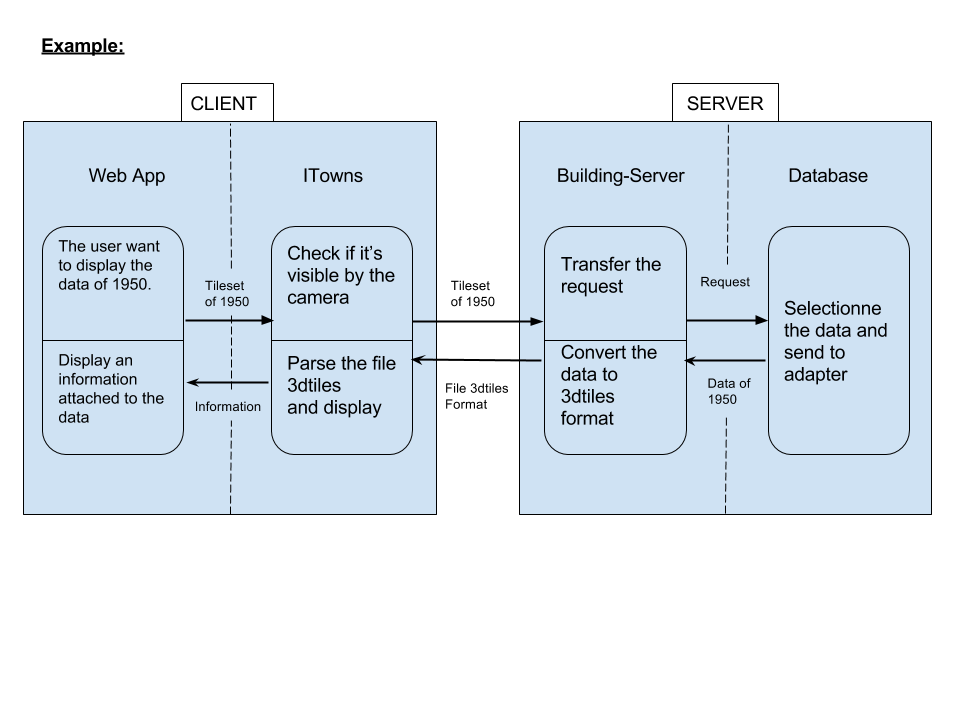 Example:
CLIENT
SERVER
Web App
ITowns
Building-Server
Database
The user want
to display the
data of 1950.
Tileset
of 1950
Check if it’s
visible by the
camera
Tileset
of 1950
Transfer the
request
Request
Selectionne
the data and
send to
adapter
Display an
information
attached to the
data
Information
Parse the file
3dtiles
and display
File 3dtiles
Format
Convert the
data to
3dtiles
format
Data of
1950